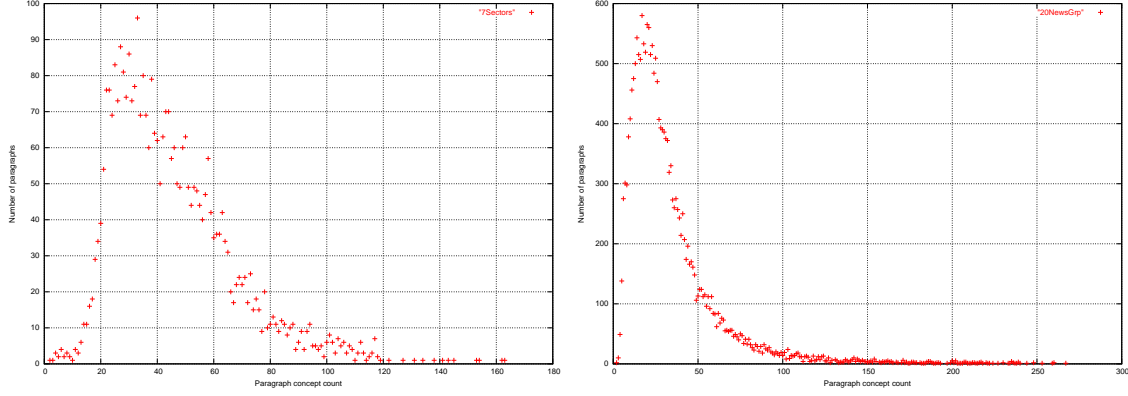 100
90
80
70
60
50
40
30
20
10
0
Number of paragraphs
"7Sectors"
0 20 40 60 80 100 120 140 160 180
Paragraph concept count
600
500
400
300
200
100
0
Number of paragraphs
"20NewsGrp"
0 50 100 150 200 250 300
Paragraph concept count